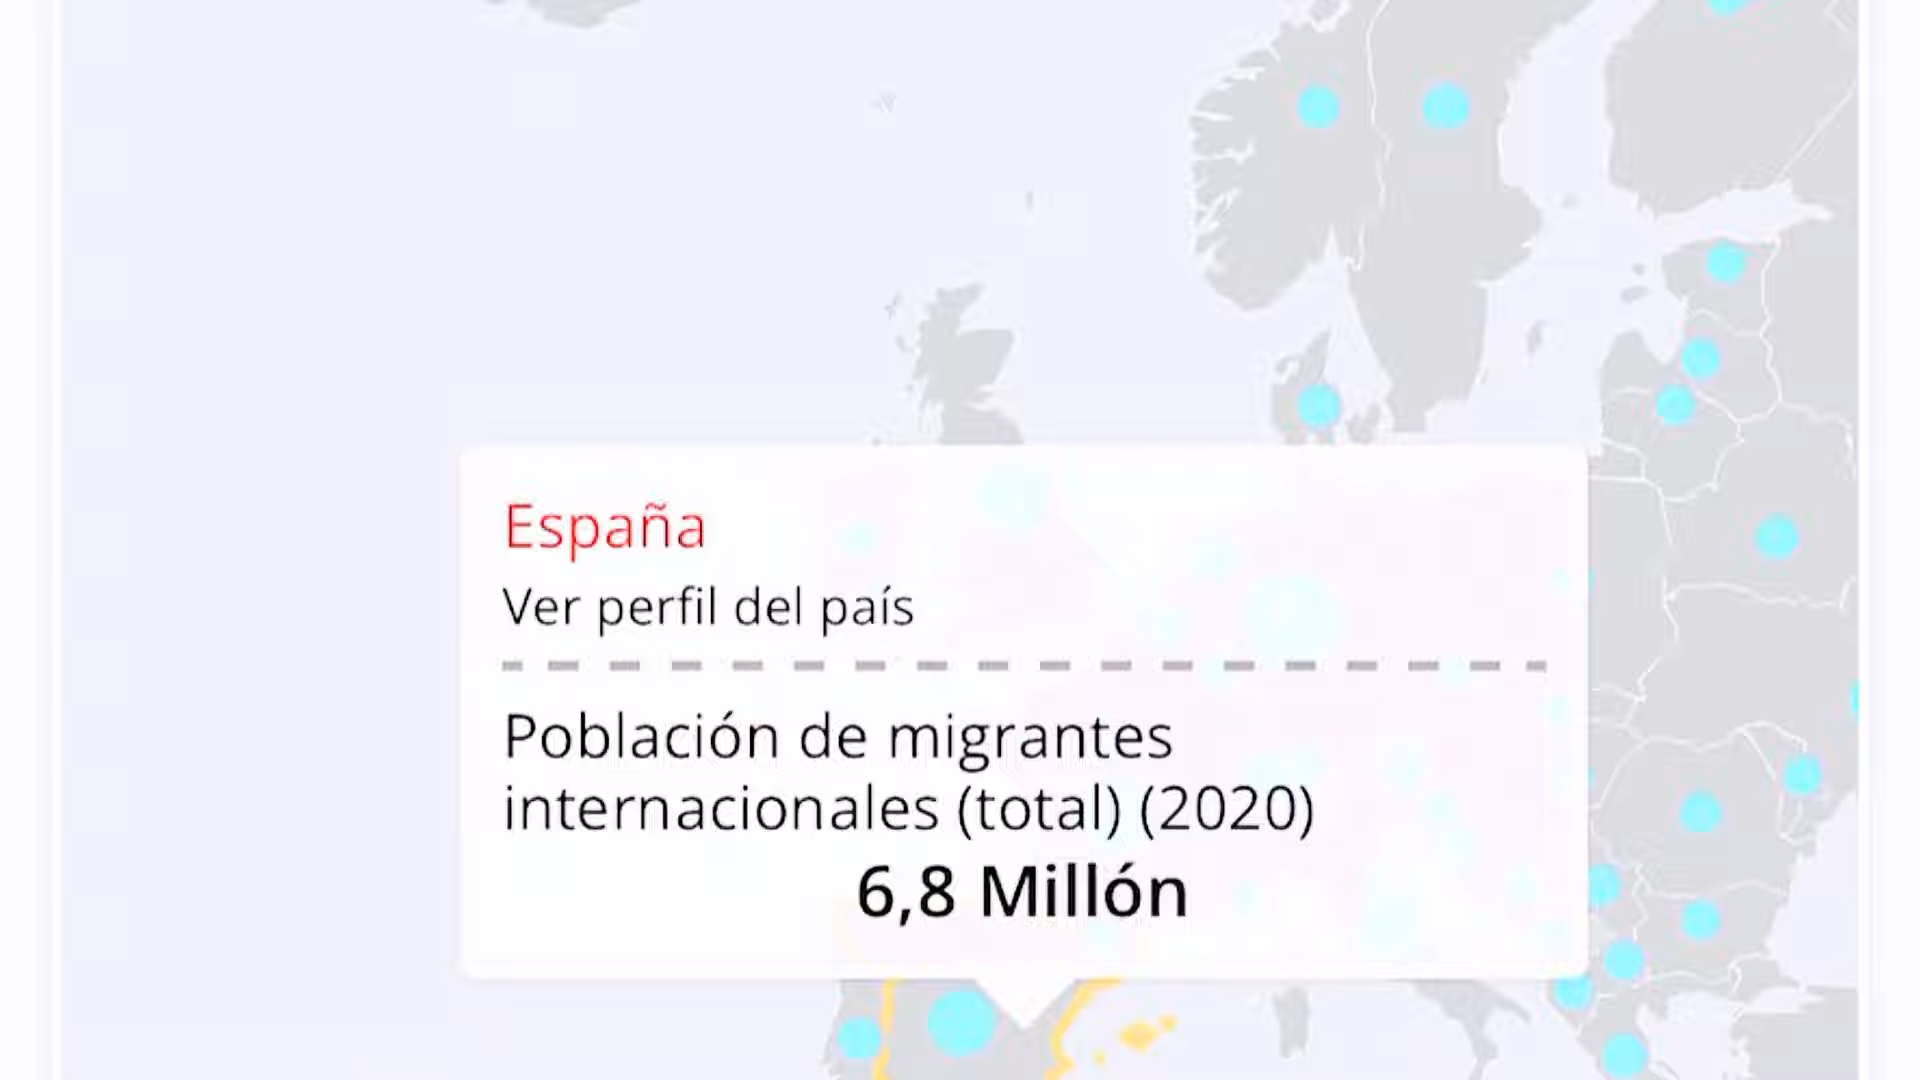 España
Ver perfil del país
Población de migrantes
internacionales (total) (2020)
6,8 Millón